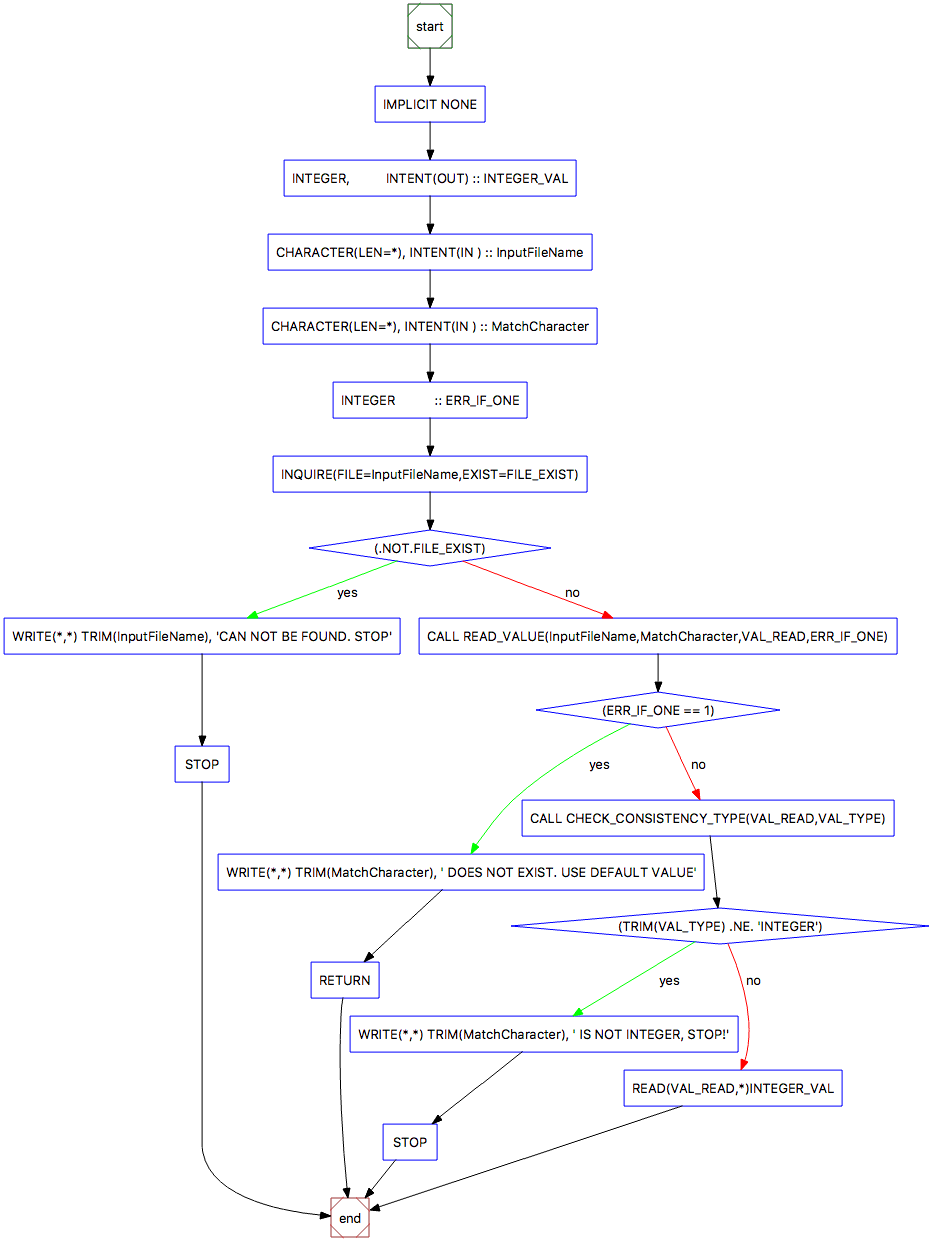 start
IMPLICIT NONE
INTEGER, INTENT(OUT) :: INTEGER_VAL
CHARACTER(LEN=*), INTENT(IN ) :: InputFileName
CHARACTER(LEN=*), INTENT(IN ) :: MatchCharacter
INTEGER :: ERR_IF_ONE
INQUIRE(FILE=InputFileName,EXIST=FILE_EXIST)
(.NOT.FILE_EXIST)
yes
no
WRITE(*,*) TRIM(InputFileName), 'CAN NOT BE FOUND. STOP'
CALL READ_VALUE(InputFileName,MatchCharacter,VAL_READ,ERR_IF_ONE)
(ERR_IF_ONE == 1)
STOP
yes
no
CALL CHECK_CONSISTENCY_TYPE(VAL_READ,VAL_TYPE)
WRITE(*,*) TRIM(MatchCharacter), ' DOES NOT EXIST. USE DEFAULT VALUE'
(TRIM(VAL_TYPE) .NE. 'INTEGER')
RETURN
yes
no
WRITE(*,*) TRIM(MatchCharacter), ' IS NOT INTEGER, STOP!'
READ(VAL_READ,*)INTEGER_VAL
STOP
end